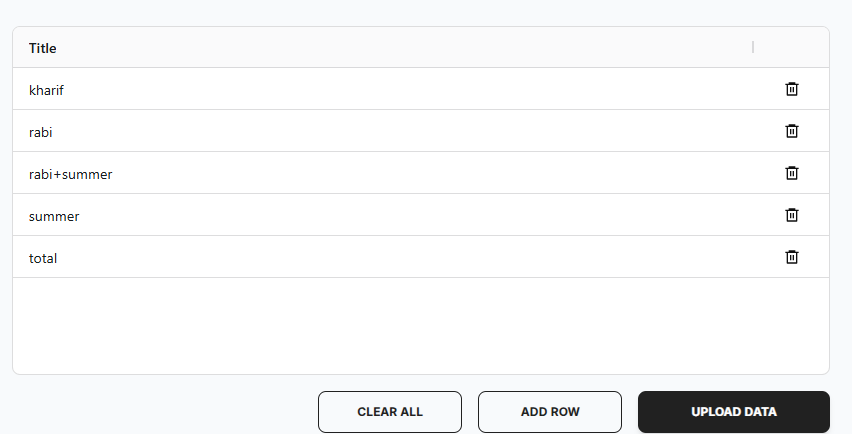 Title
kharif
rabi
rabi+summer
summer
total
CLEAR ALL ADD ROW UPLOAD DATA